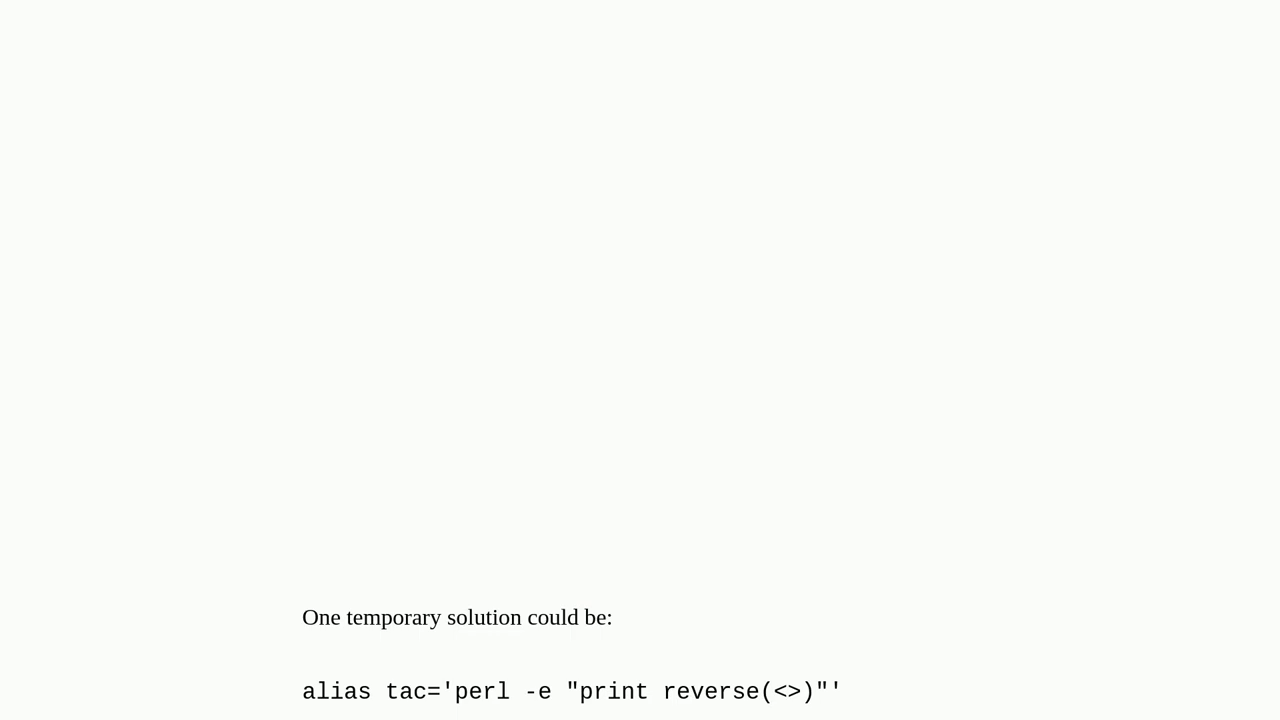 One temporary solution could be:
alias tac='perl -e "print reverse(<>)"'